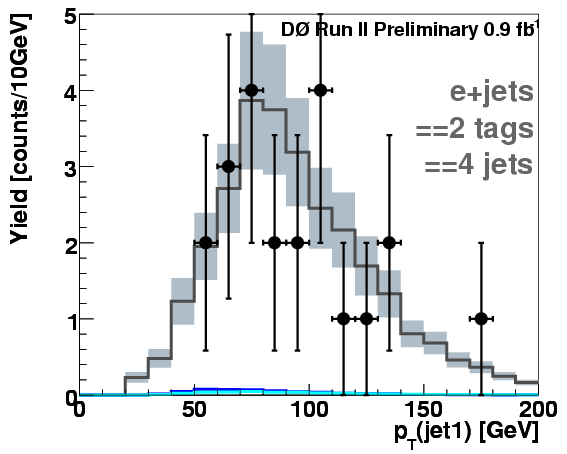 DØ Run II Preliminary 0.9 fb⁻¹
e+jets
==2 tags
==4 jets
Yield [counts/10GeV]
5
4
3
2
1
0
0 50 100 150 200
p_T(jet1) [GeV]